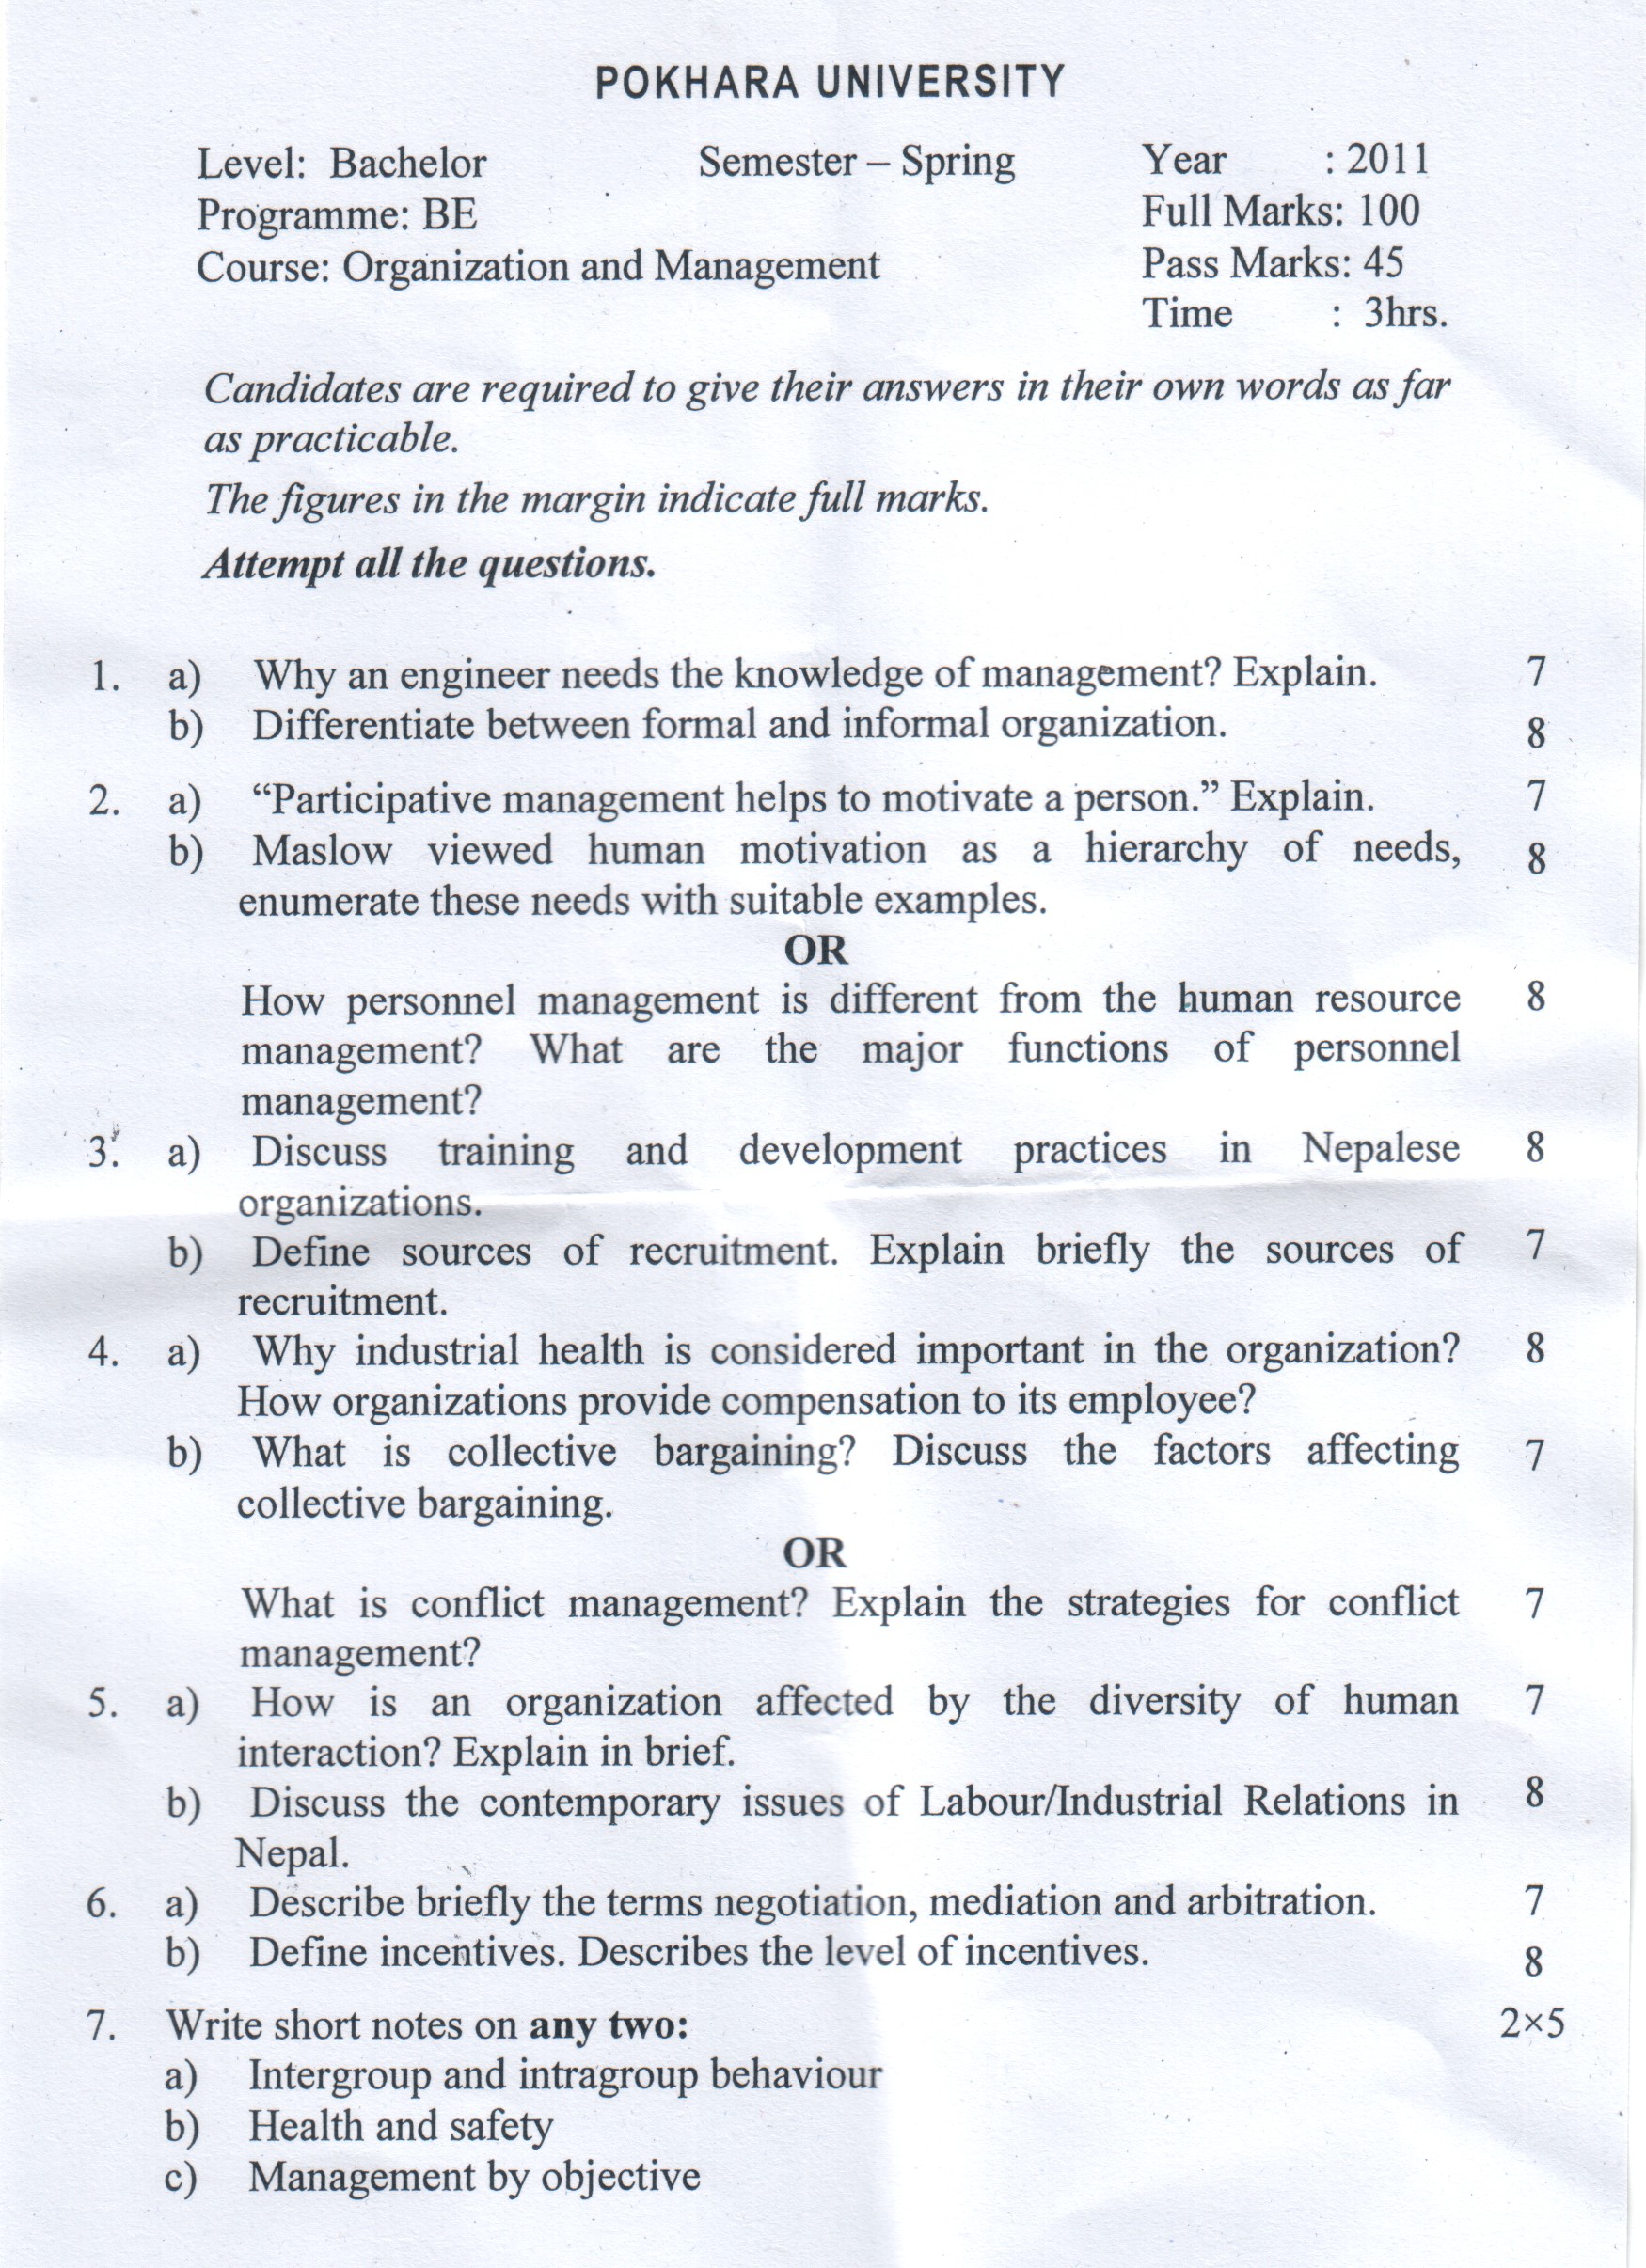 POKHARA UNIVERSITY
Level: Bachelor Semester – Spring Year : 2011
Programme: BE Full Marks: 100
Course: Organization and Management Pass Marks: 45
Time : 3hrs.
Candidates are required to give their answers in their own words as far
as practicable.
The figures in the margin indicate full marks.
Attempt all the questions.
1. a) Why an engineer needs the knowledge of management? Explain. 7
b) Differentiate between formal and informal organization. 8
2. a) “Participative management helps to motivate a person.” Explain. 7
b) Maslow viewed human motivation as a hierarchy of needs, 8
enumerate these needs with suitable examples.
OR
How personnel management is different from the human resource 8
management? What are the major functions of personnel
management?
3. a) Discuss training and development practices in Nepalese 8
organizations.
b) Define sources of recruitment. Explain briefly the sources of 7
recruitment.
4. a) Why industrial health is considered important in the organization? 8
How organizations provide compensation to its employee?
b) What is collective bargaining? Discuss the factors affecting 7
collective bargaining.
OR
What is conflict management? Explain the strategies for conflict 7
management?
5. a) How is an organization affected by the diversity of human 7
interaction? Explain in brief.
b) Discuss the contemporary issues of Labour/Industrial Relations in 8
Nepal.
6. a) Describe briefly the terms negotiation, mediation and arbitration. 7
b) Define incentives. Describes the level of incentives. 8
7. Write short notes on any two: 2×5
a) Intergroup and intragroup behaviour
b) Health and safety
c) Management by objective